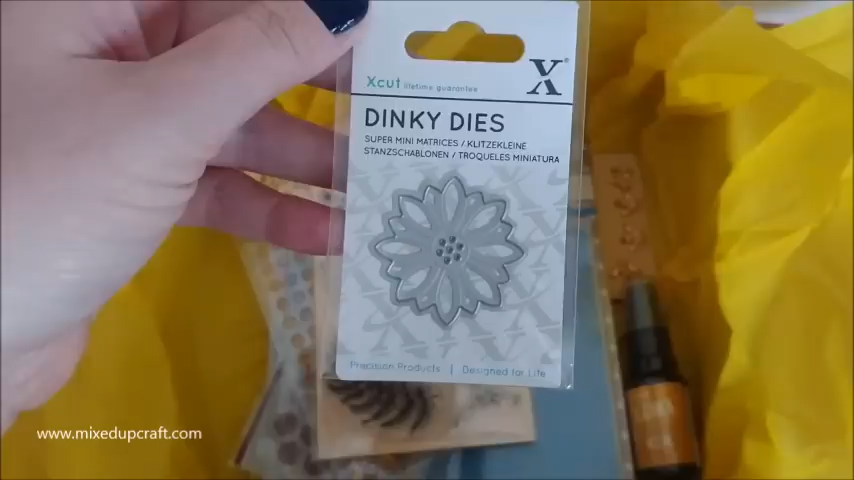 X®
Xcut lifetime guarantee
DINKY DIES
SUPER MINI MATRICES / KLITZEKLEINE
STANZSCHABLONEN / TROQUELES MINIATURA
Precision Products | Designed for Life
www.mixedupcraft.com